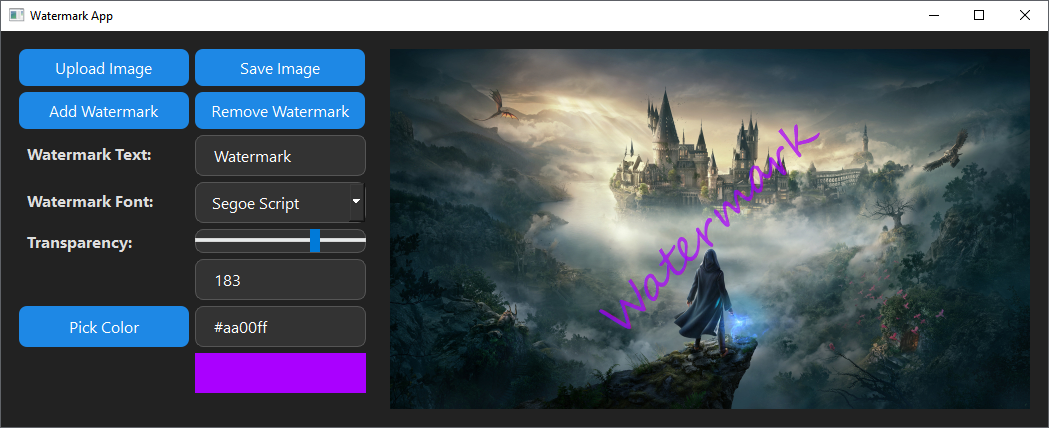 Watermark App
Upload Image
Save Image
Add Watermark
Remove Watermark
Watermark Text:
Watermark
Watermark Font:
Segoe Script
Transparency:
183
Pick Color
#aa00ff
Watermark